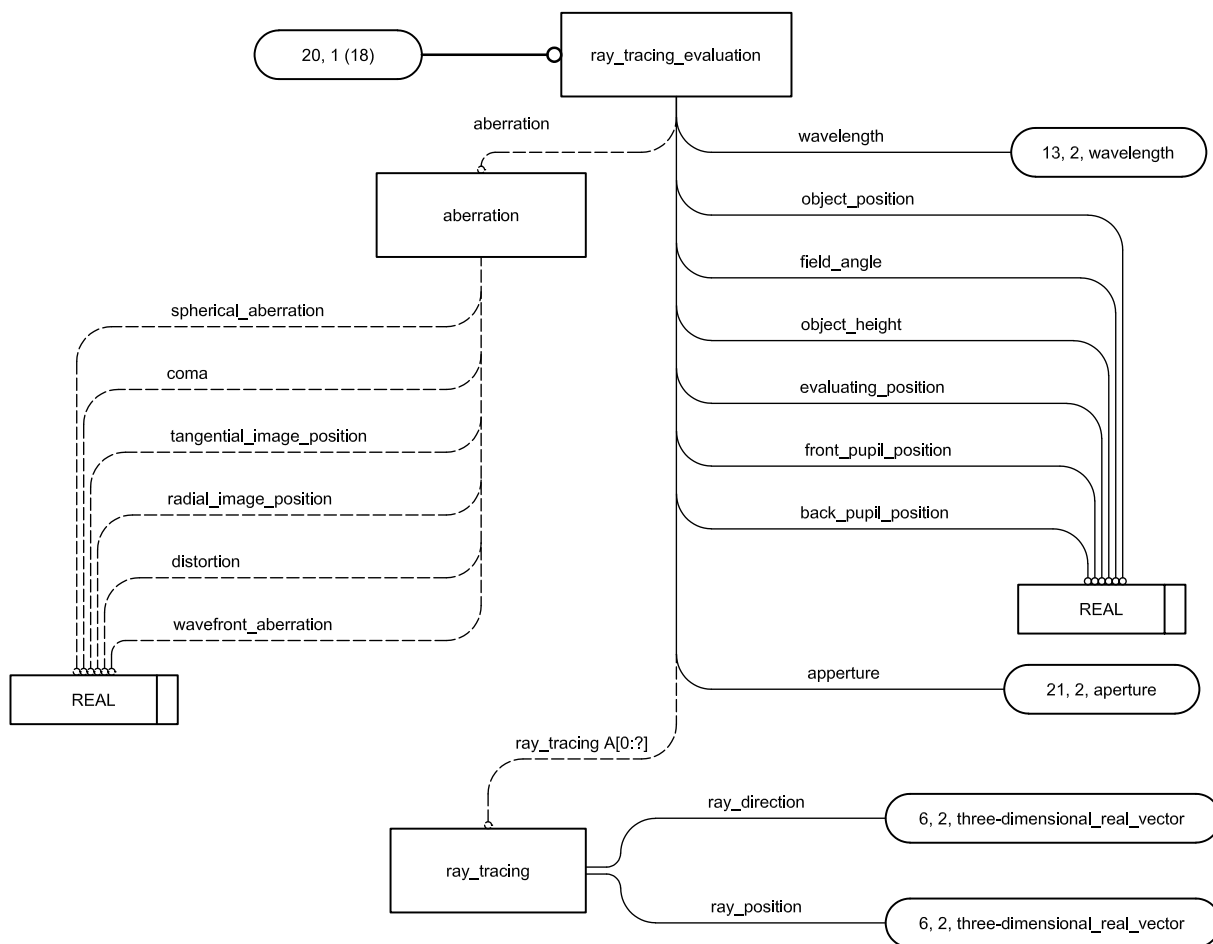 20, 1 (18)
ray_tracing_evaluation
aberration
wavelength
13, 2, wavelength
aberration
object_position
field_angle
spherical_aberration
object_height
coma
evaluating_position
tangential_image_position
front_pupil_position
radial_image_position
back_pupil_position
distortion
REAL
wavefront_aberration
REAL
apperture
21, 2, aperture
ray_tracing A[0:?]
ray_direction
6, 2, three-dimensional_real_vector
ray_tracing
ray_position
6, 2, three-dimensional_real_vector